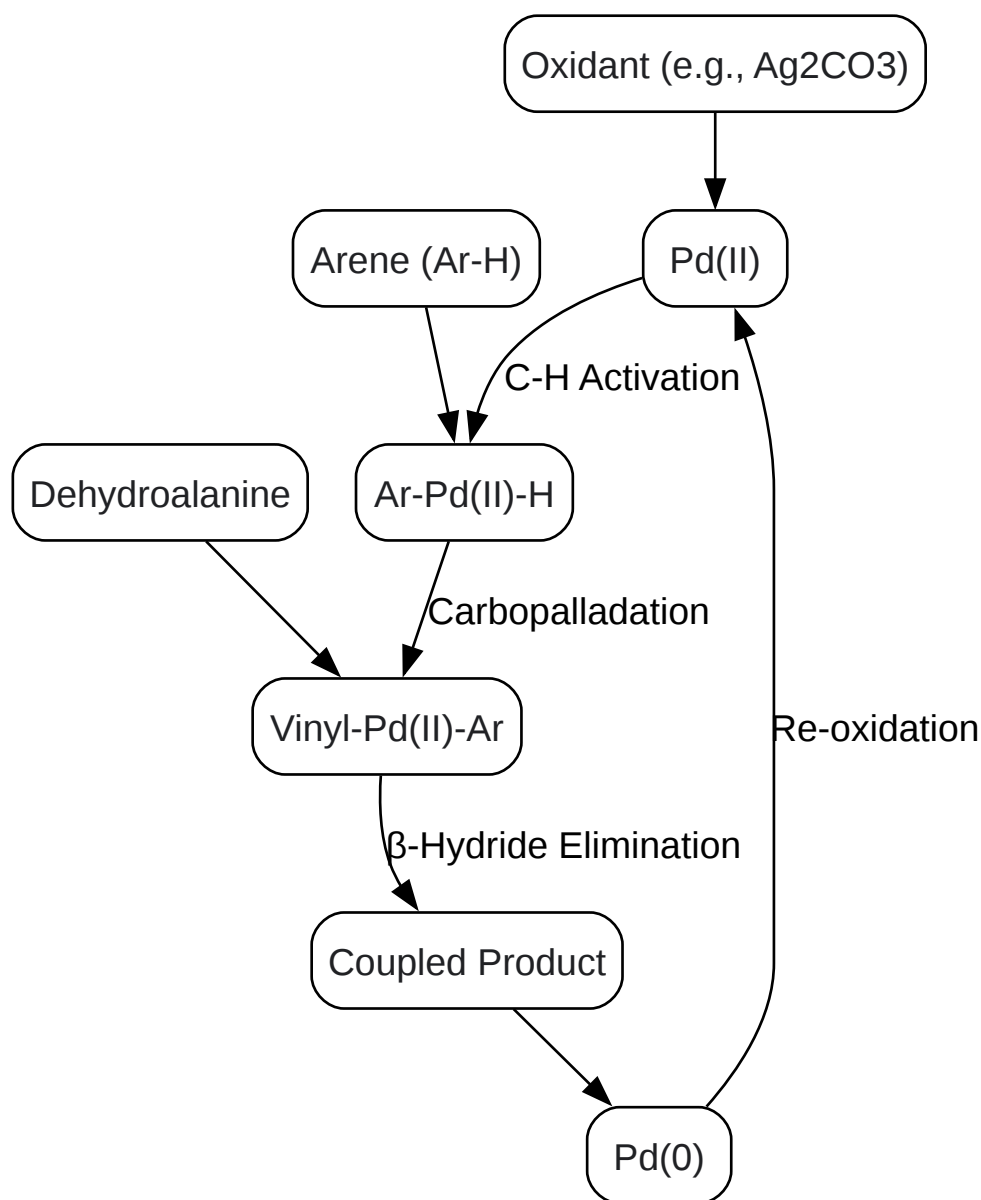 Oxidant (e.g., Ag2CO3)
Arene (Ar-H)
Pd(II)
C-H Activation
Dehydroalanine
Ar-Pd(II)-H
Carbopalladation
Vinyl-Pd(II)-Ar
Re-oxidation
β-Hydride Elimination
Coupled Product
Pd(0)